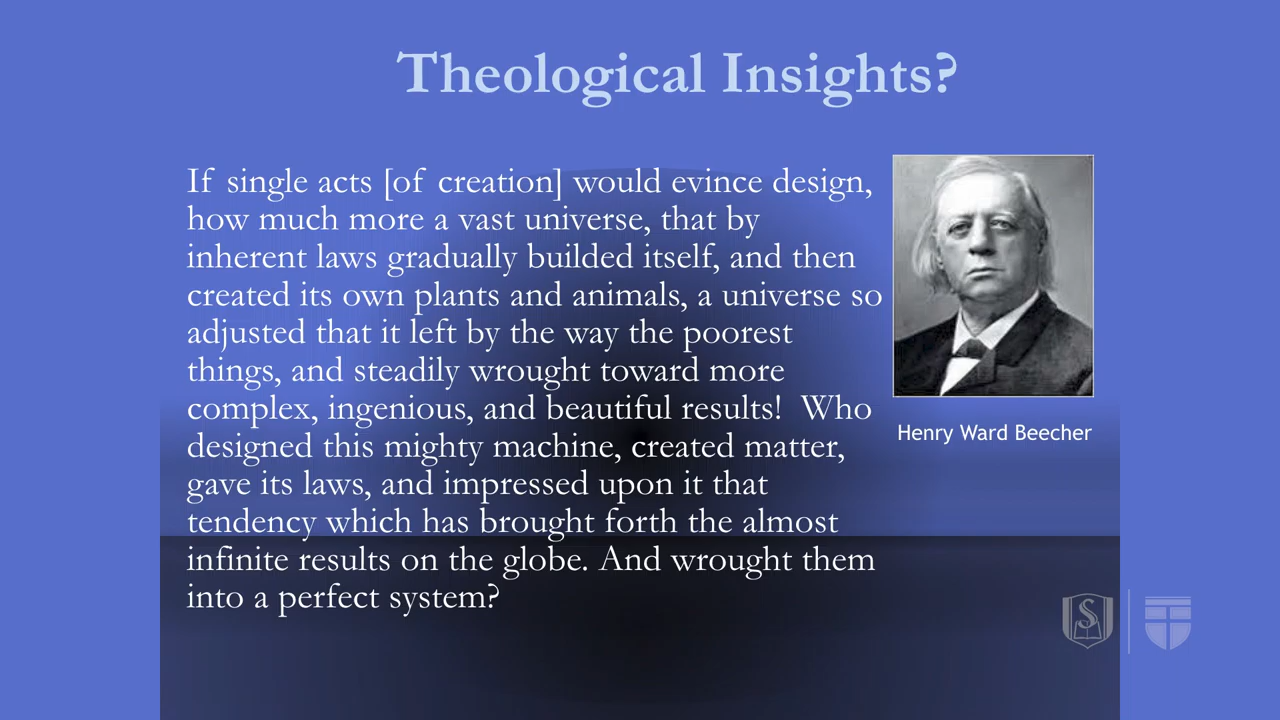 Theological Insights?
If single acts [of creation] would evince design,
how much more a vast universe, that by
inherent laws gradually builded itself, and then
created its own plants and animals, a universe so
adjusted that it left by the way the poorest
things, and steadily wrought toward more
complex, ingenious, and beautiful results!  Who
designed this mighty machine, created matter,
gave its laws, and impressed upon it that
tendency which has brought forth the almost
infinite results on the globe. And wrought them
into a perfect system?
Henry Ward Beecher
S